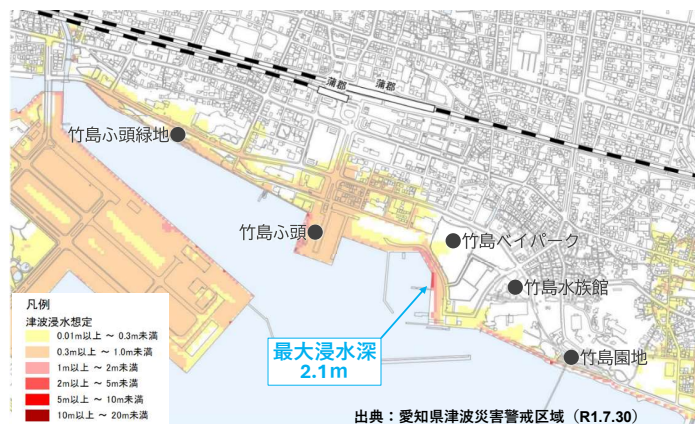 蒲郡
蒲郡
竹島ふ頭緑地
竹島ふ頭
竹島ベイパーク
竹島水族館
竹島園地
最大浸水深
2.1m
凡例
津波浸水想定
0.01m以上 ～ 0.3m未満
0.3m以上 ～ 1.0m未満
1m以上 ～ 2m未満
2m以上 ～ 5m未満
5m以上 ～ 10m未満
10m以上 ～ 20m未満
出典：愛知県津波災害警戒区域（R1.7.30）